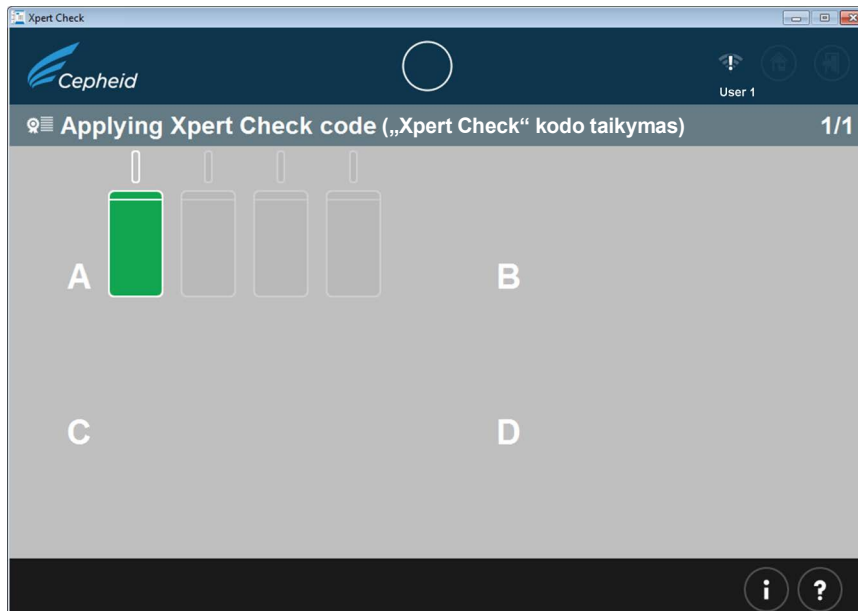 Xpert Check
Cepheid
User 1
Applying Xpert Check code („Xpert Check“ kodo taikymas) 1/1
A B
C D
i ?